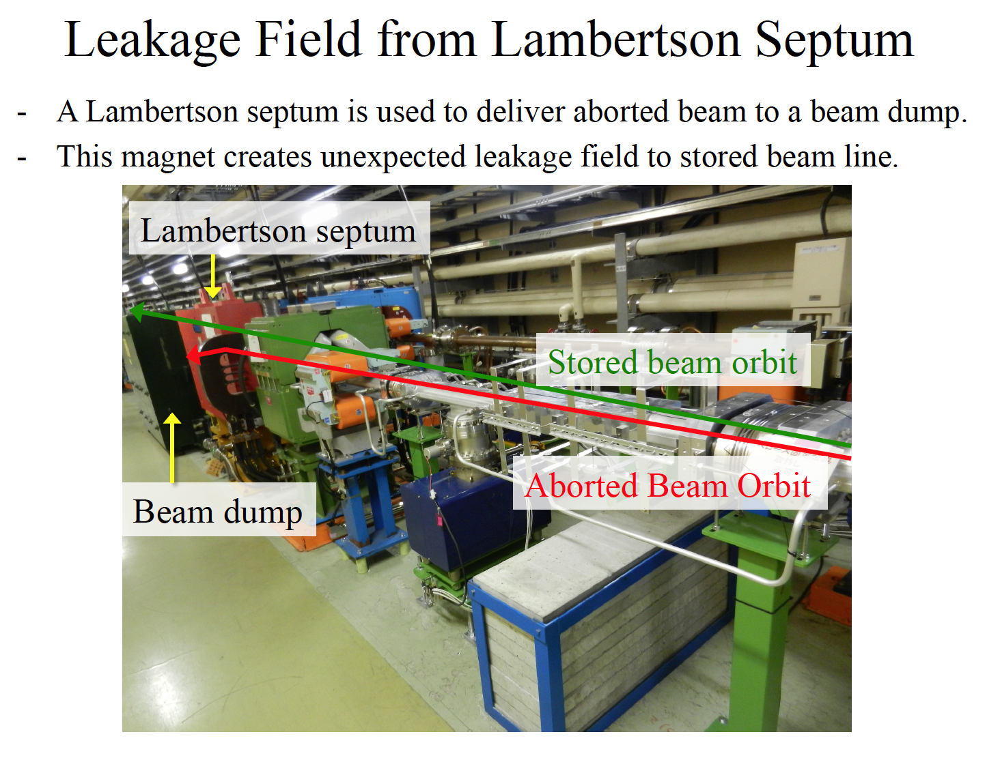 Leakage Field from Lambertson Septum
- A Lambertson septum is used to deliver aborted beam to a beam dump.
- This magnet creates unexpected leakage field to stored beam line.
Lambertson septum
Stored beam orbit
Aborted Beam Orbit
Beam dump